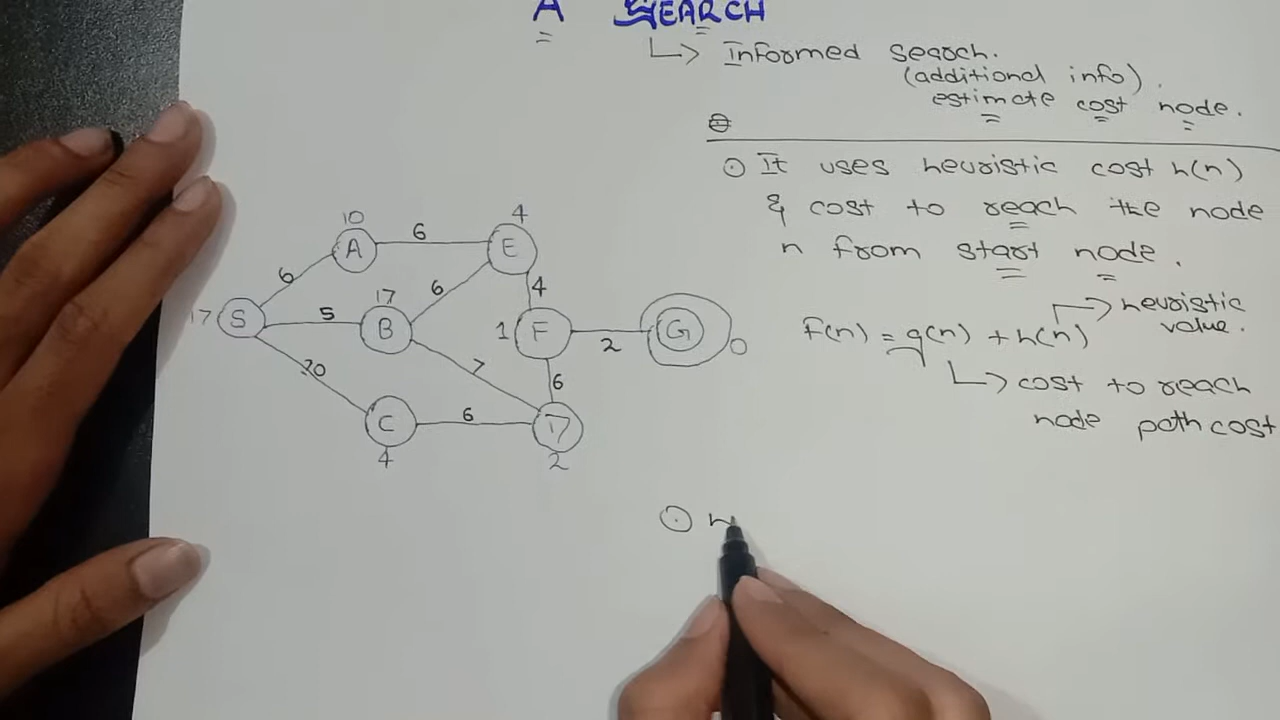 A SEARCH
Informed search.
(additional info).
estimate cost node.
It uses heuristic cost h(n)
& cost to reach the node
n from start node.
heuristic
value.
f(n) = g(n) + h(n)
cost to reach
node path cost
10
4
A
6
E
6
17
6
4
17
S
5
B
1
F
2
G
0
7
6
C
6
4
2
h